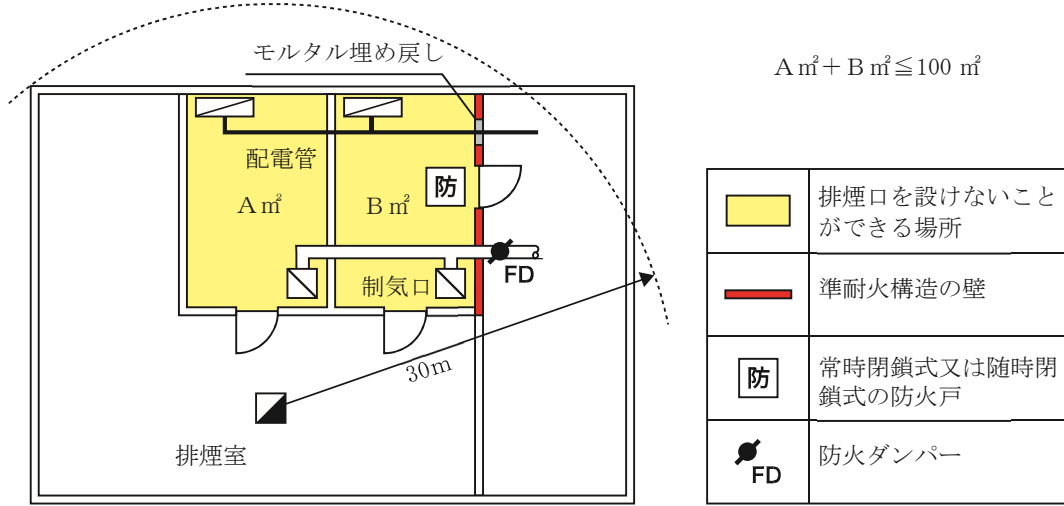 モルタル埋め戻し
A㎡＋B㎡≦100 ㎡
配電管
A㎡
B㎡
防
制気口
FD
30m
排煙室
排煙口を設けないこと
ができる場所
準耐火構造の壁
防
常時閉鎖式又は随時閉
鎖式の防火戸
FD
防火ダンパー